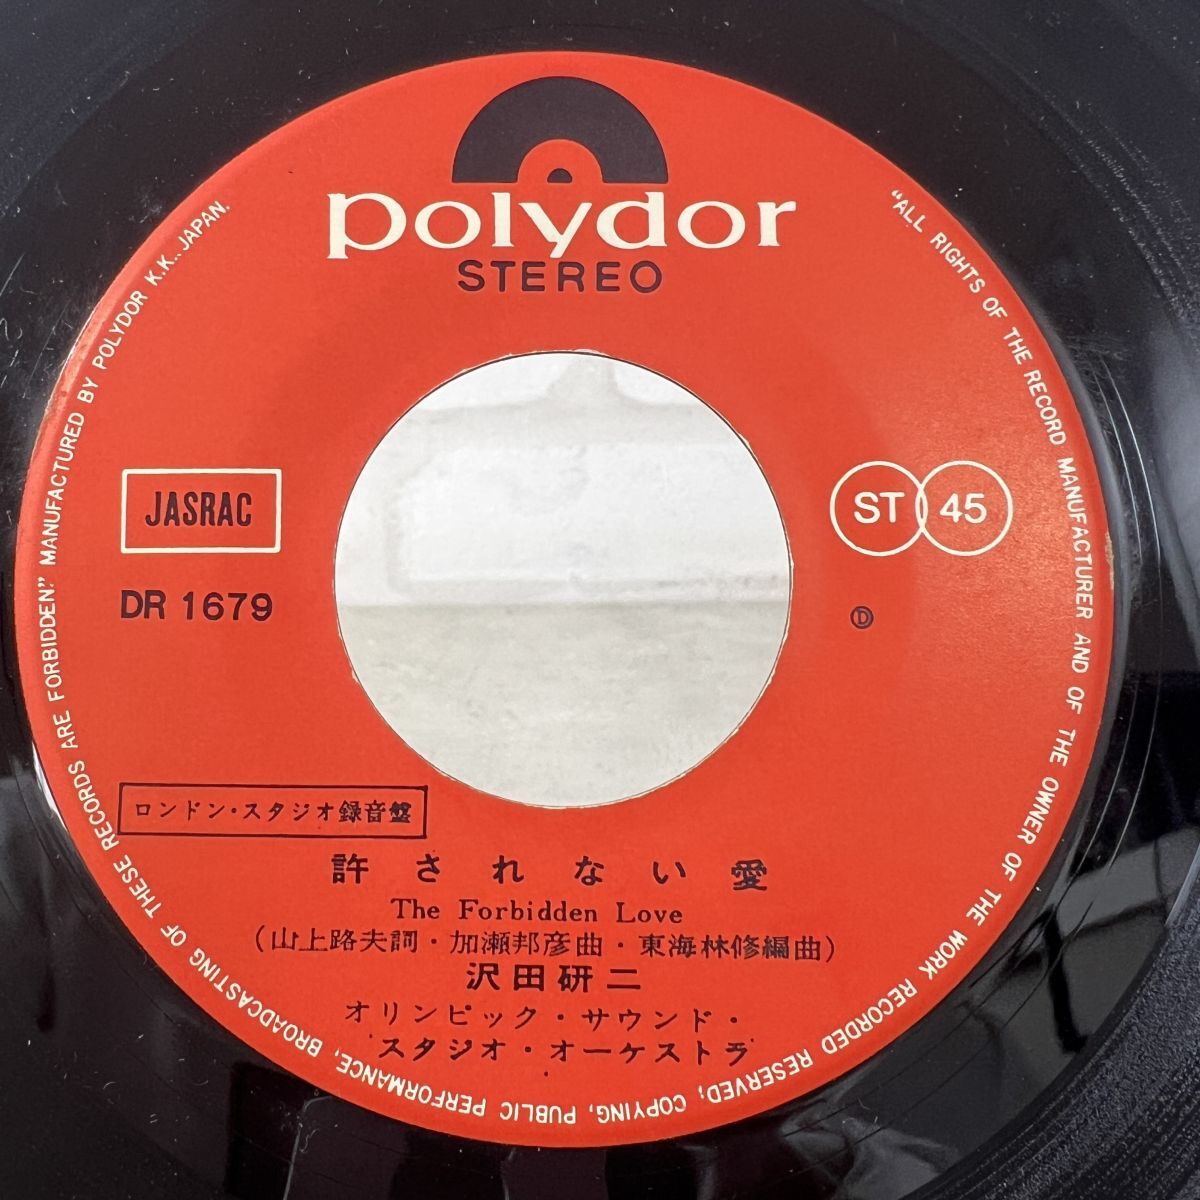 polydor
STEREO
"ALL RIGHTS OF THE RECORD MANUFACTURER AND OF THE OWNER OF THE WORK RECORDED RESERVED; COPYING, PUBLIC PERFORMANCE, BROADCASTING OF THESE RECORDS ARE FORBIDDEN." MANUFACTURED BY POLYDOR K.K., JAPAN.
JASRAC
ST 45
DR 1679
Ⓓ
ロンドン・スタジオ録音盤
許されない愛
The Forbidden Love
(山上路夫詞・加瀬邦彦曲・東海林修編曲)
沢田研二
オリンピック・サウンド・
スタジオ・オーケストラ